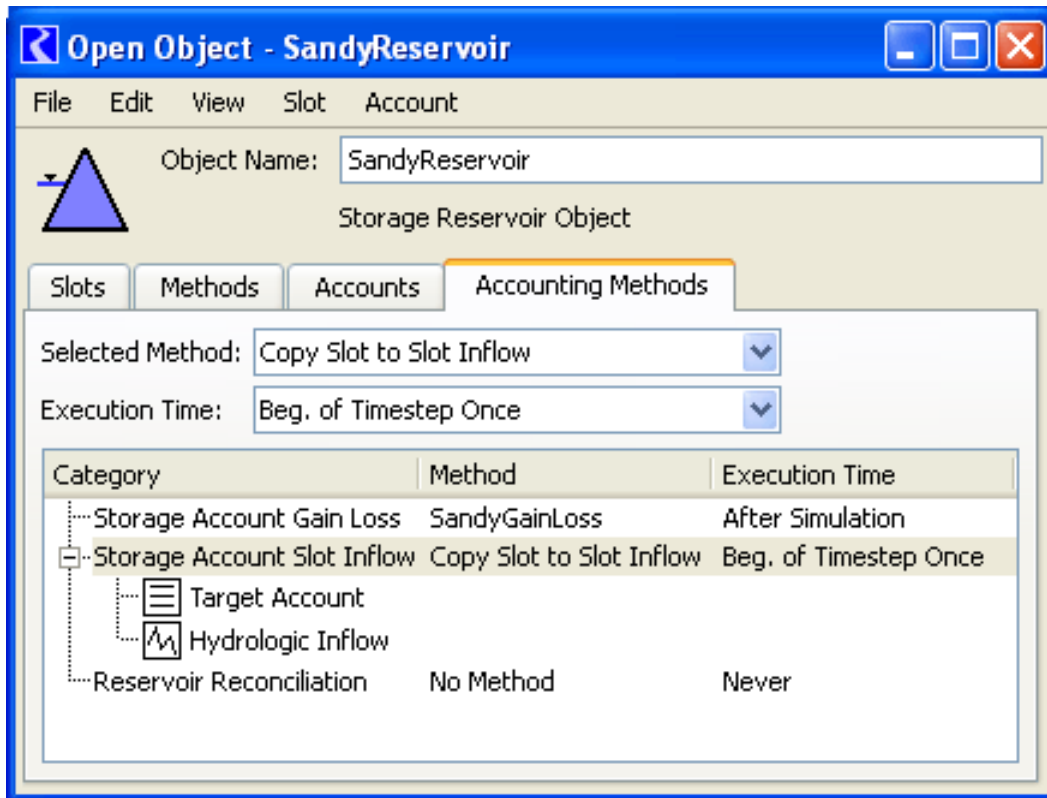 Open Object - SandyReservoir
File Edit View Slot Account
Object Name: SandyReservoir
Storage Reservoir Object
Slots Methods Accounts Accounting Methods
Selected Method: Copy Slot to Slot Inflow
Execution Time: Beg. of Timestep Once
Category Method Execution Time
Storage Account Gain Loss SandyGainLoss After Simulation
Storage Account Slot Inflow Copy Slot to Slot Inflow Beg. of Timestep Once
Target Account
Hydrologic Inflow
Reservoir Reconciliation No Method Never